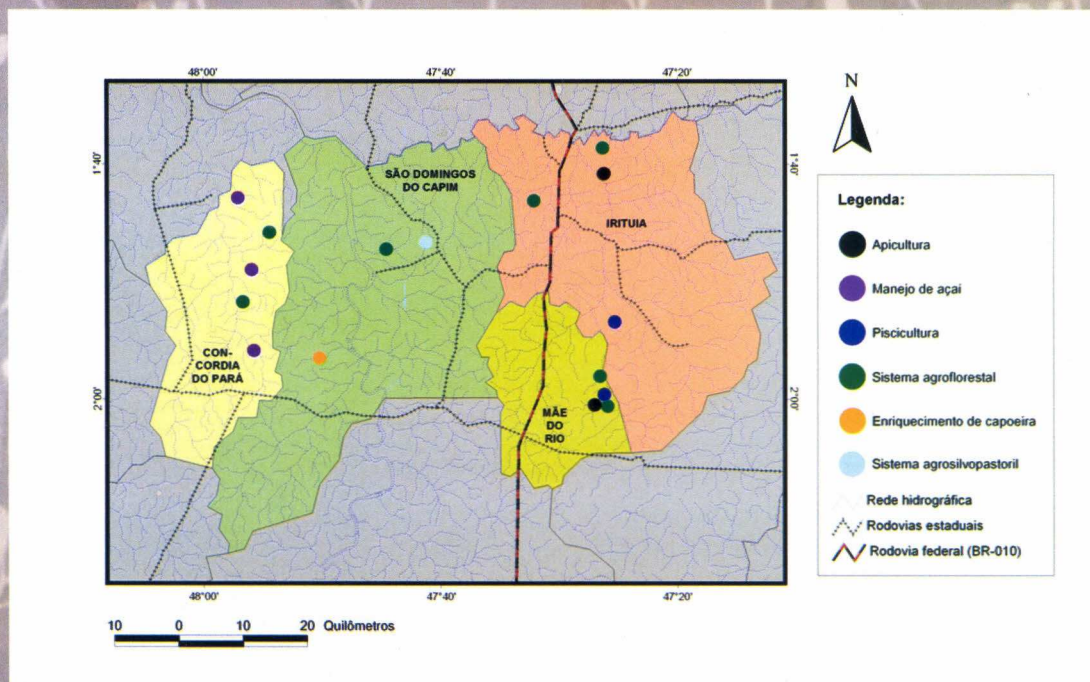 48°00'
47°40'
47°20'
N
1°40'
1°40'
SÃO DOMINGOS
DO CAPIM
IRITUIA
CON-
CORDIA
DO PARÁ
MÃE
DO
RIO
2°00'
2°00'
48°00'
47°40'
47°20'
Legenda:
Apicultura
Manejo de açaí
Piscicultura
Sistema agroflorestal
Enriquecimento de capoeira
Sistema agrosilvopastoril
Rede hidrográfica
Rodovias estaduais
Rodovia federal (BR-010)
10 0 10 20 Quilômetros